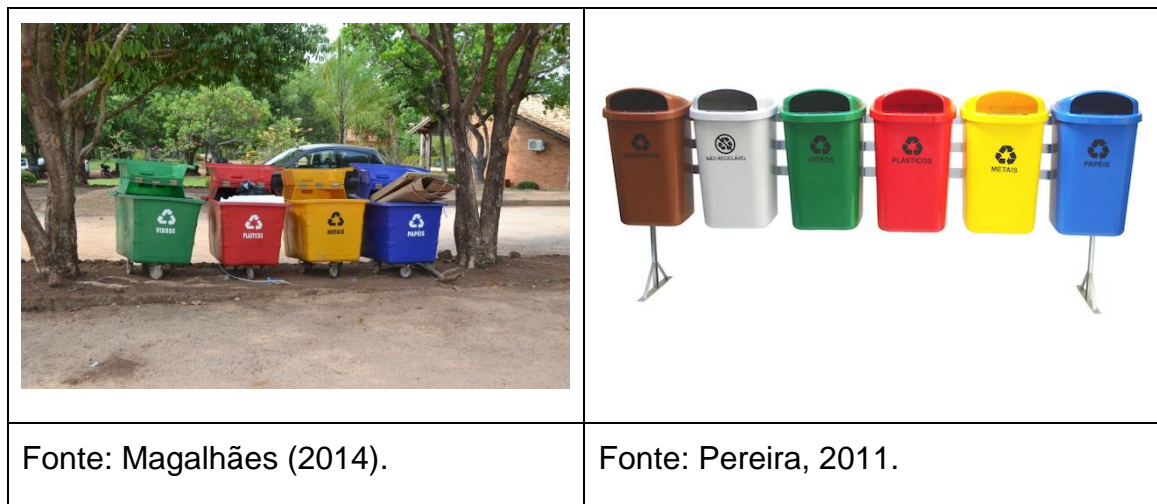 VIDROS
PLÁSTICOS
METAIS
PAPÉIS
ORGÂNICOS
NÃO RECICLÁVEL
VIDROS
PLÁSTICOS
METAIS
PAPÉIS
Fonte: Magalhães (2014).
Fonte: Pereira, 2011.